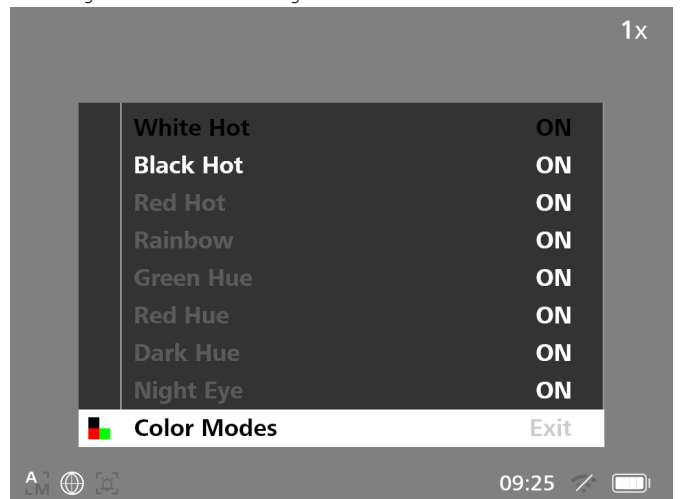 1x
White Hot ON
Black Hot ON
Red Hot ON
Rainbow ON
Green Hue ON
Red Hue ON
Dark Hue ON
Night Eye ON
Color Modes Exit
A M 09:25